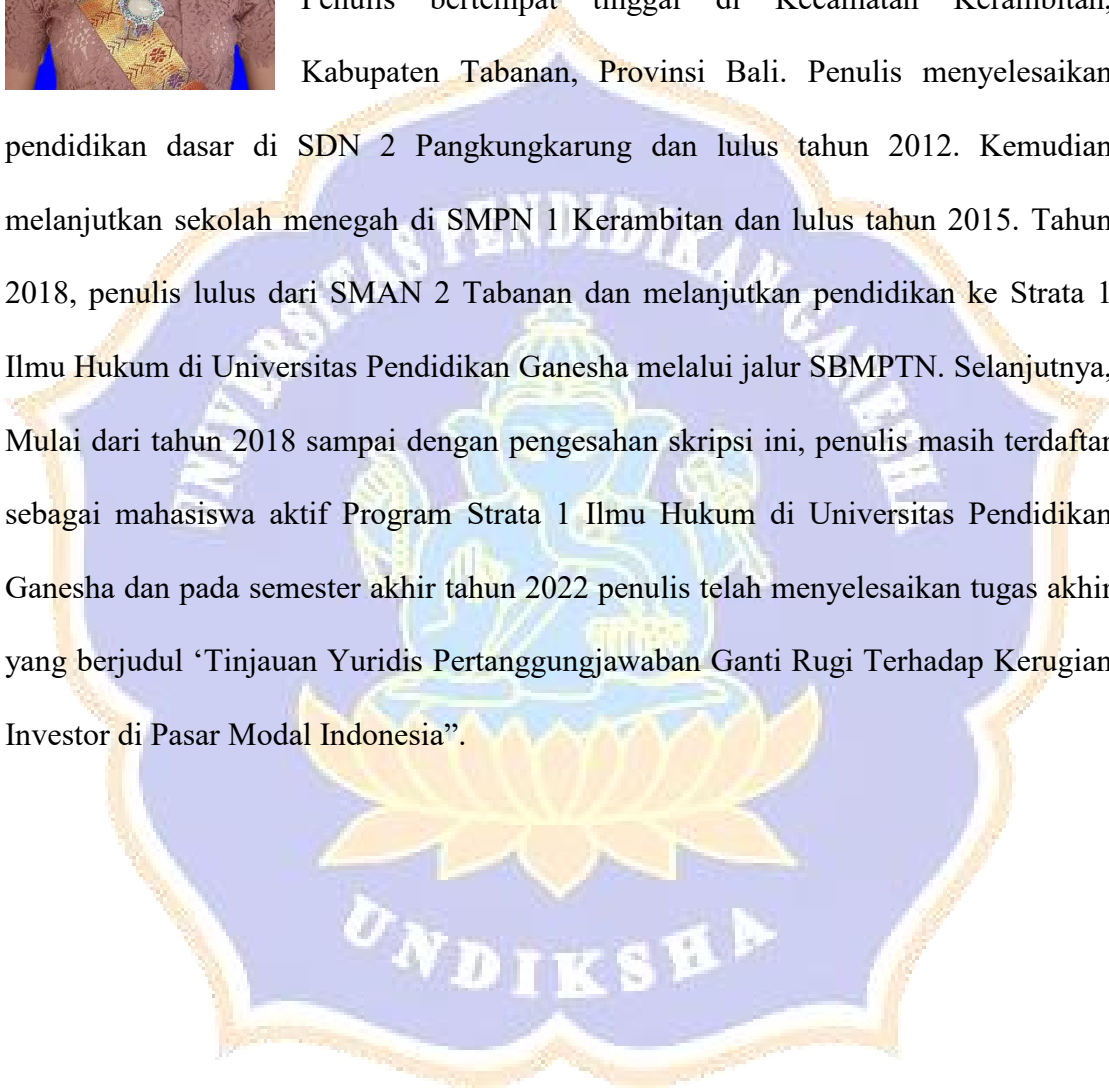 Penulis bertempat tinggal di Kecamatan Kerambitan,
Kabupaten Tabanan, Provinsi Bali. Penulis menyelesaikan
pendidikan dasar di SDN 2 Pangkungkarung dan lulus tahun 2012. Kemudian
melanjutkan sekolah menegah di SMPN 1 Kerambitan dan lulus tahun 2015. Tahun
2018, penulis lulus dari SMAN 2 Tabanan dan melanjutkan pendidikan ke Strata 1
Ilmu Hukum di Universitas Pendidikan Ganesha melalui jalur SBMPTN. Selanjutnya,
Mulai dari tahun 2018 sampai dengan pengesahan skripsi ini, penulis masih terdaftar
sebagai mahasiswa aktif Program Strata 1 Ilmu Hukum di Universitas Pendidikan
Ganesha dan pada semester akhir tahun 2022 penulis telah menyelesaikan tugas akhir
yang berjudul ‘Tinjauan Yuridis Pertanggungjawaban Ganti Rugi Terhadap Kerugian
Investor di Pasar Modal Indonesia”.
UNIVERSITAS PENDIDIKAN GANESHA
UNDIKSHA